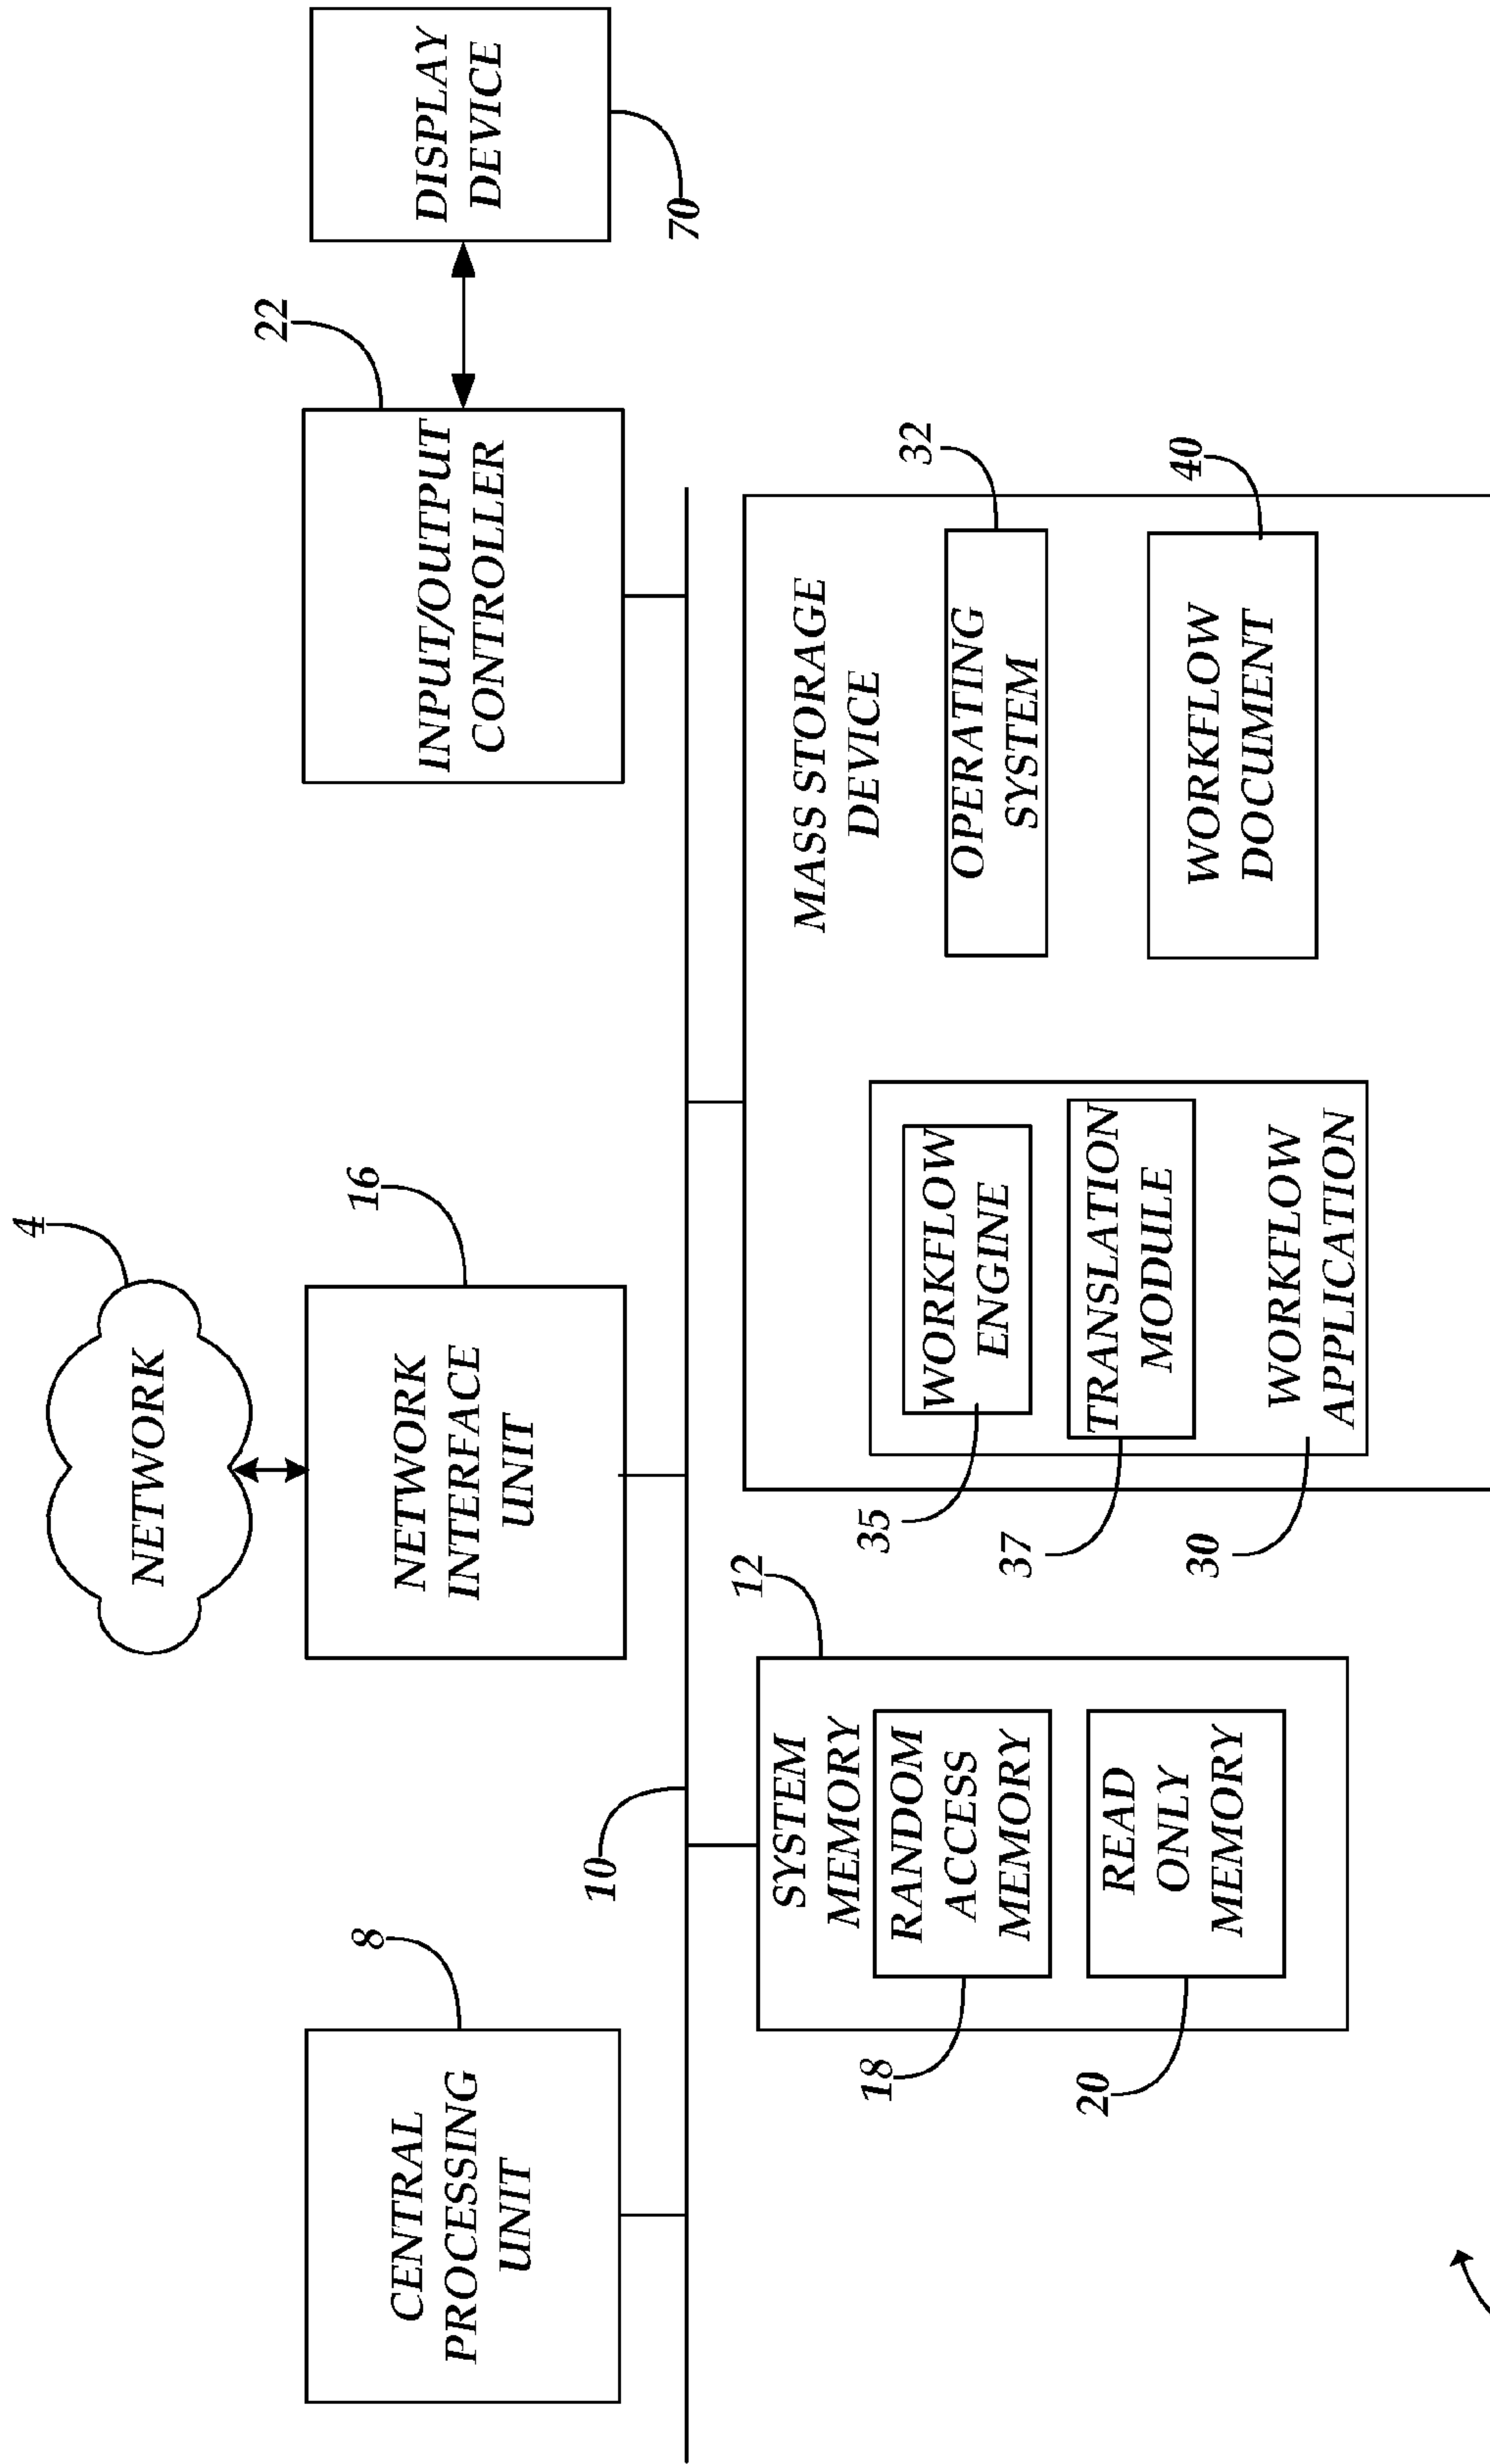 4
NETWORK
8
16
22
CENTRAL
PROCESSING
UNIT
NETWORK
INTERFACE
UNIT
INPUT/OUTPUT
CONTROLLER
DISPLAY
DEVICE
70
10
12
SYSTEM
MEMORY
RANDOM
ACCESS
MEMORY
18
READ
ONLY
MEMORY
20
MASS STORAGE
DEVICE
35
WORKFLOW
ENGINE
37
TRANSLATION
MODULE
30
WORKFLOW
APPLICATION
32
OPERATING
SYSTEM
40
WORKFLOW
DOCUMENT